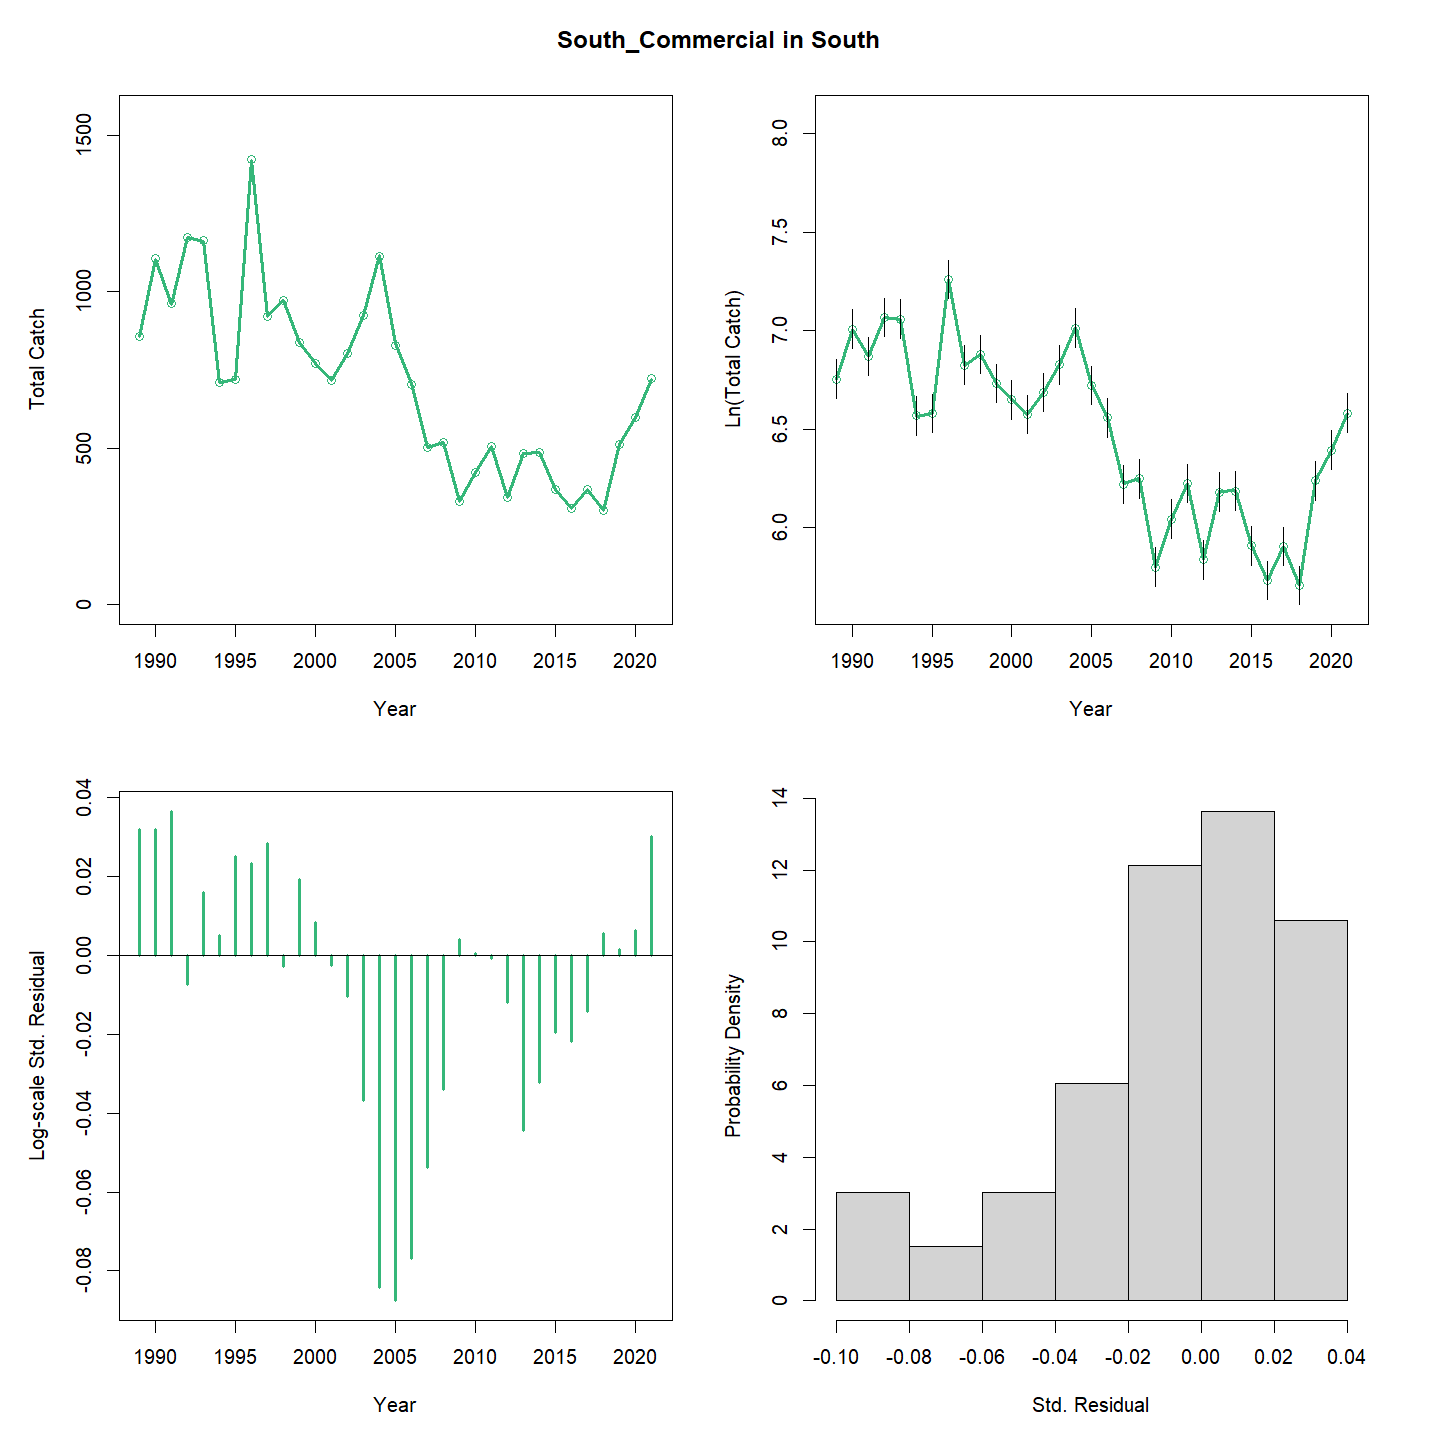 South_Commercial in South
Total Catch
1500
1000
500
0
1990 1995 2000 2005 2010 2015 2020
Year
Ln(Total Catch)
8.0
7.5
7.0
6.5
6.0
1990 1995 2000 2005 2010 2015 2020
Year
Log-scale Std. Residual
0.04
0.02
0.00
-0.02
-0.04
-0.06
-0.08
1990 1995 2000 2005 2010 2015 2020
Year
Probability Density
14
12
10
8
6
4
2
0
-0.10 -0.08 -0.06 -0.04 -0.02 0.00 0.02 0.04
Std. Residual